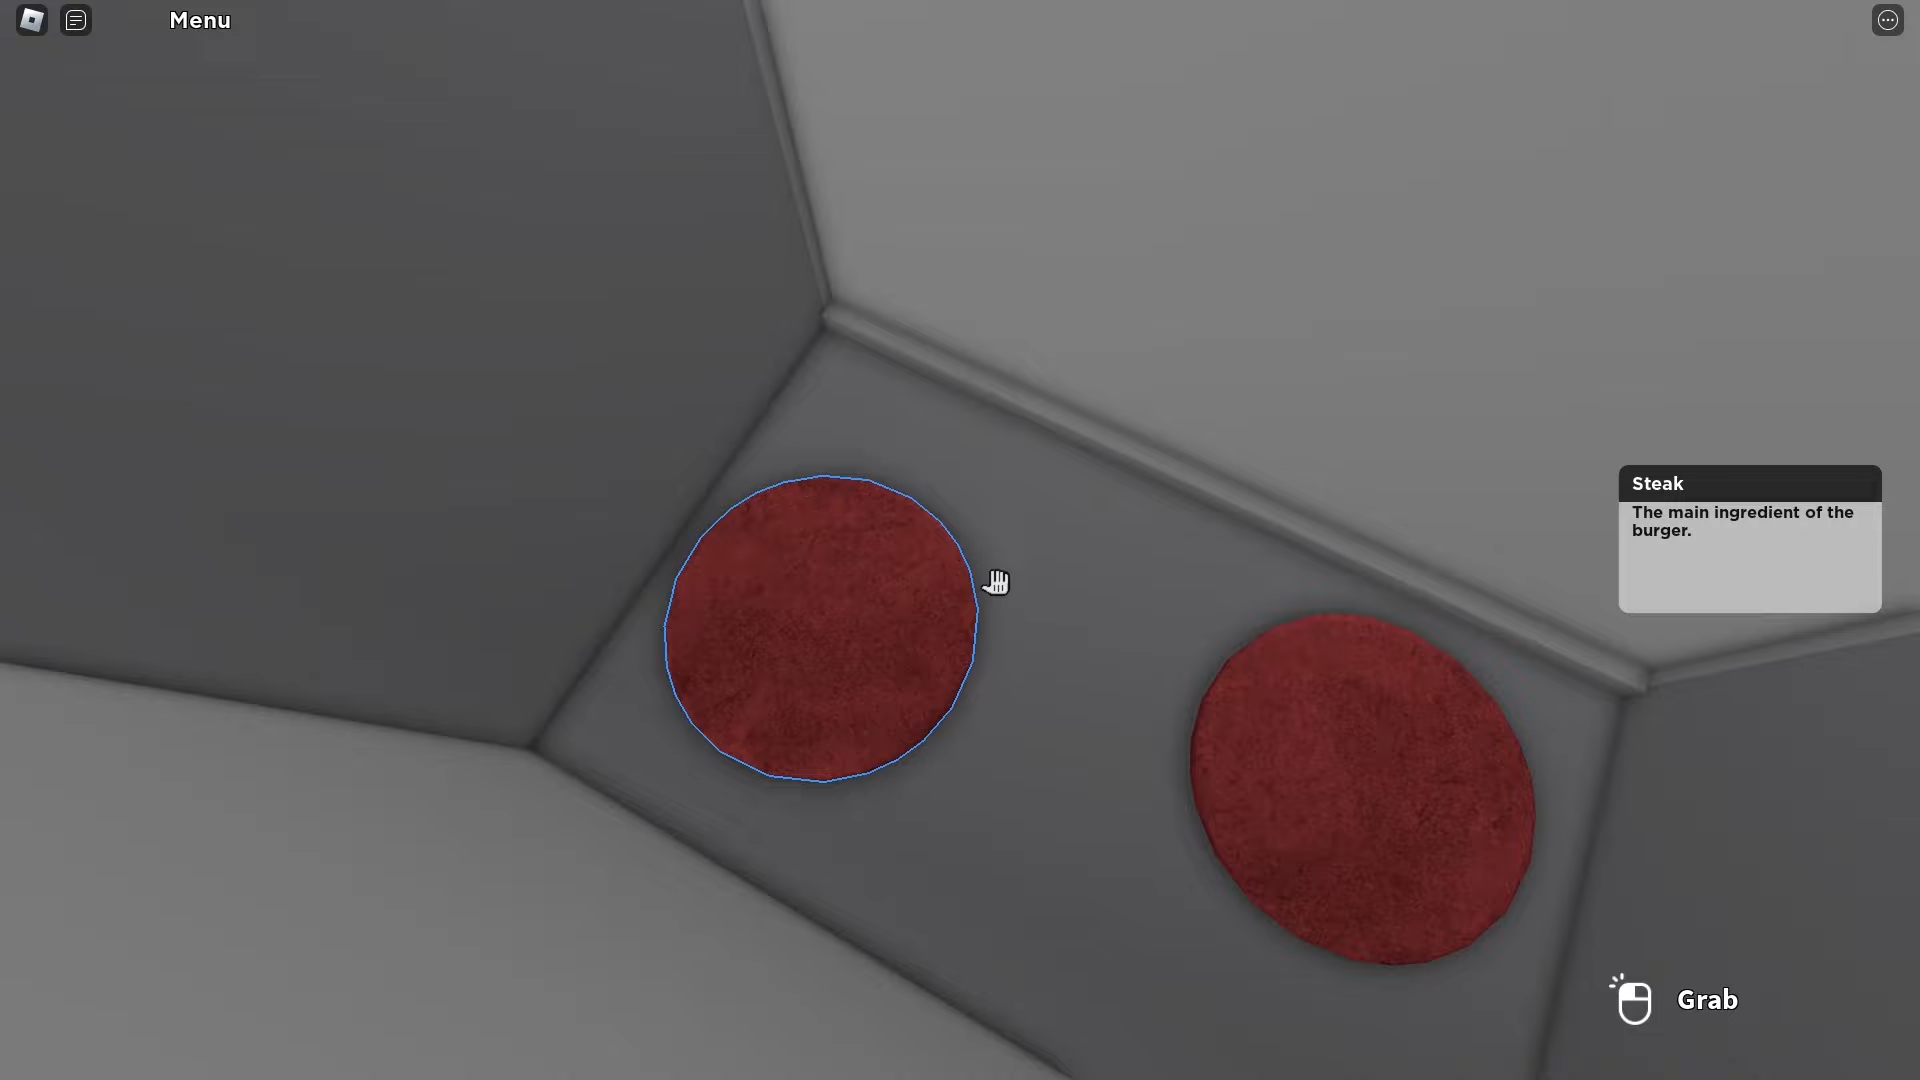 Menu
Steak
The main ingredient of the
burger.
Grab